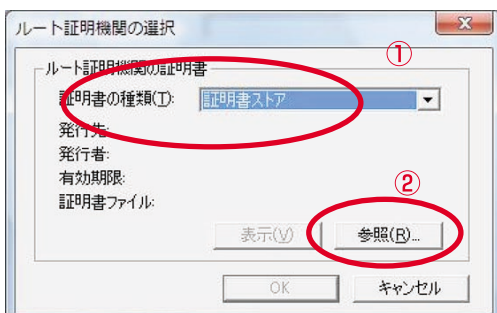 ルート証明機関の選択
①
ルート証明機関の証明書
証明書の種類(T): 証明書ストア
発行先:
発行者:
②
有効期限:
証明書ファイル:
表示(V) 参照(R)...
OK キャンセル